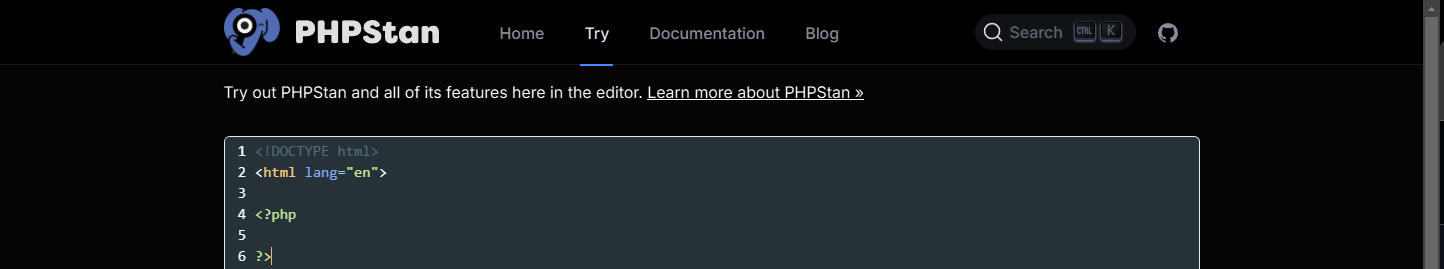 PHPStan Home Try Documentation Blog Search CTRL K
Try out PHPStan and all of its features here in the editor. Learn more about PHPStan »
1 <!DOCTYPE html>
2 <html lang="en">
3
4 <?php
5
6 ?>